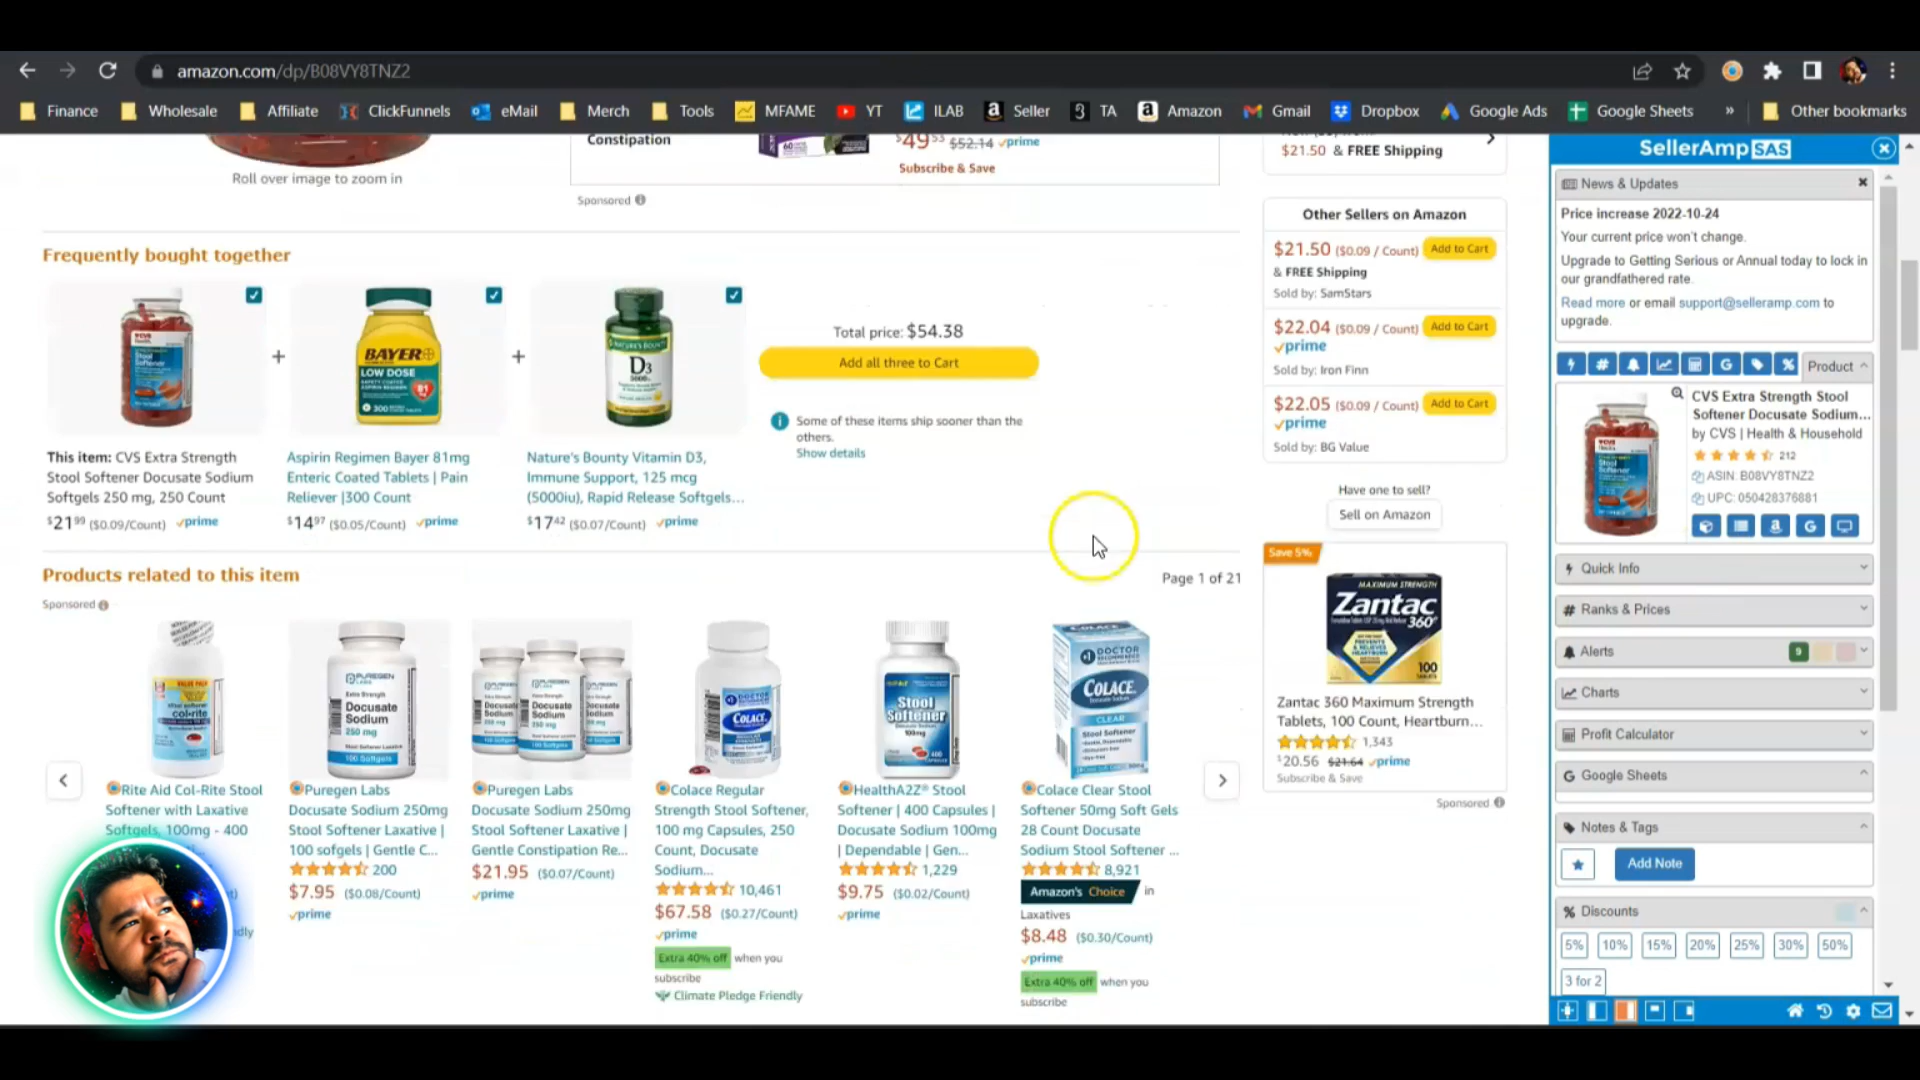 amazon.com/dp/B08VY8TNZ2
Finance
Wholesale
Affiliate
ClickFunnels
eMail
Merch
Tools
MFAME
YT
ILAB
Seller
TA
Amazon
Gmail
Dropbox
Google Ads
Google Sheets
»
Other bookmarks
Roll over image to zoom in
Constipation
$49 53 $52.14 prime
Subscribe & Save
Sponsored
$21.50 & FREE Shipping
Frequently bought together
This item: CVS Extra Strength
Stool Softener Docusate Sodium
Softgels 250 mg, 250 Count
$21 99 ($0.09/Count) prime
+
Aspirin Regimen Bayer 81mg
Enteric Coated Tablets | Pain
Reliever |300 Count
$14 97 ($0.05/Count) prime
+
Nature's Bounty Vitamin D3,
Immune Support, 125 mcg
(5000iu), Rapid Release Softgels...
$17 42 ($0.07/Count) prime
Total price: $54.38
Add all three to Cart
Some of these items ship sooner than the
others.
Show details
Other Sellers on Amazon
$21.50 ($0.09 / Count) Add to Cart
& FREE Shipping
Sold by: SamStars
$22.04 ($0.09 / Count) Add to Cart
prime
Sold by: Iron Finn
$22.05 ($0.09 / Count) Add to Cart
prime
Sold by: BG Value
Have one to sell?
Sell on Amazon
Save 5%
MAXIMUM STRENGTH
Zantac
360°
100
Zantac 360 Maximum Strength
Tablets, 100 Count, Heartburn...
1,343
$20.56 $21.64 prime
Subscribe & Save
Sponsored
Products related to this item
Page 1 of 21
Sponsored
Rite Aid Col-Rite Stool
Softener with Laxative
Softgels, 100mg - 400
Puregen Labs
Docusate Sodium 250mg
Stool Softener Laxative |
100 sofgels | Gentle C...
200
$7.95 ($0.08/Count)
prime
Puregen Labs
Docusate Sodium 250mg
Stool Softener Laxative |
Gentle Constipation Re...
$21.95 ($0.07/Count)
prime
Colace Regular
Strength Stool Softener,
100 mg Capsules, 250
Count, Docusate
Sodium...
10,461
$67.58 ($0.27/Count)
prime
Extra 40% off when you
subscribe
Climate Pledge Friendly
HealthA2Z® Stool
Softener | 400 Capsules |
Docusate Sodium 100mg
| Dependable | Gen...
1,229
$9.75 ($0.02/Count)
prime
Colace Clear Stool
Softener 50mg Soft Gels
28 Count Docusate
Sodium Stool Softener ...
8,921
Amazon's Choice in
Laxatives
$8.48 ($0.30/Count)
prime
Extra 40% off when you
subscribe
SellerAmp SAS
News & Updates
Price increase 2022-10-24
Your current price won't change.
Upgrade to Getting Serious or Annual today to lock in
our grandfathered rate.
Read more or email support@selleramp.com to
upgrade.
Product
CVS Extra Strength Stool
Softener Docusate Sodium...
by CVS | Health & Household
212
ASIN: B08VY8TNZ2
UPC: 050428376881
Quick Info
Ranks & Prices
Alerts
9
Charts
Profit Calculator
Google Sheets
Notes & Tags
Add Note
Discounts
5%
10%
15%
20%
25%
30%
50%
3 for 2